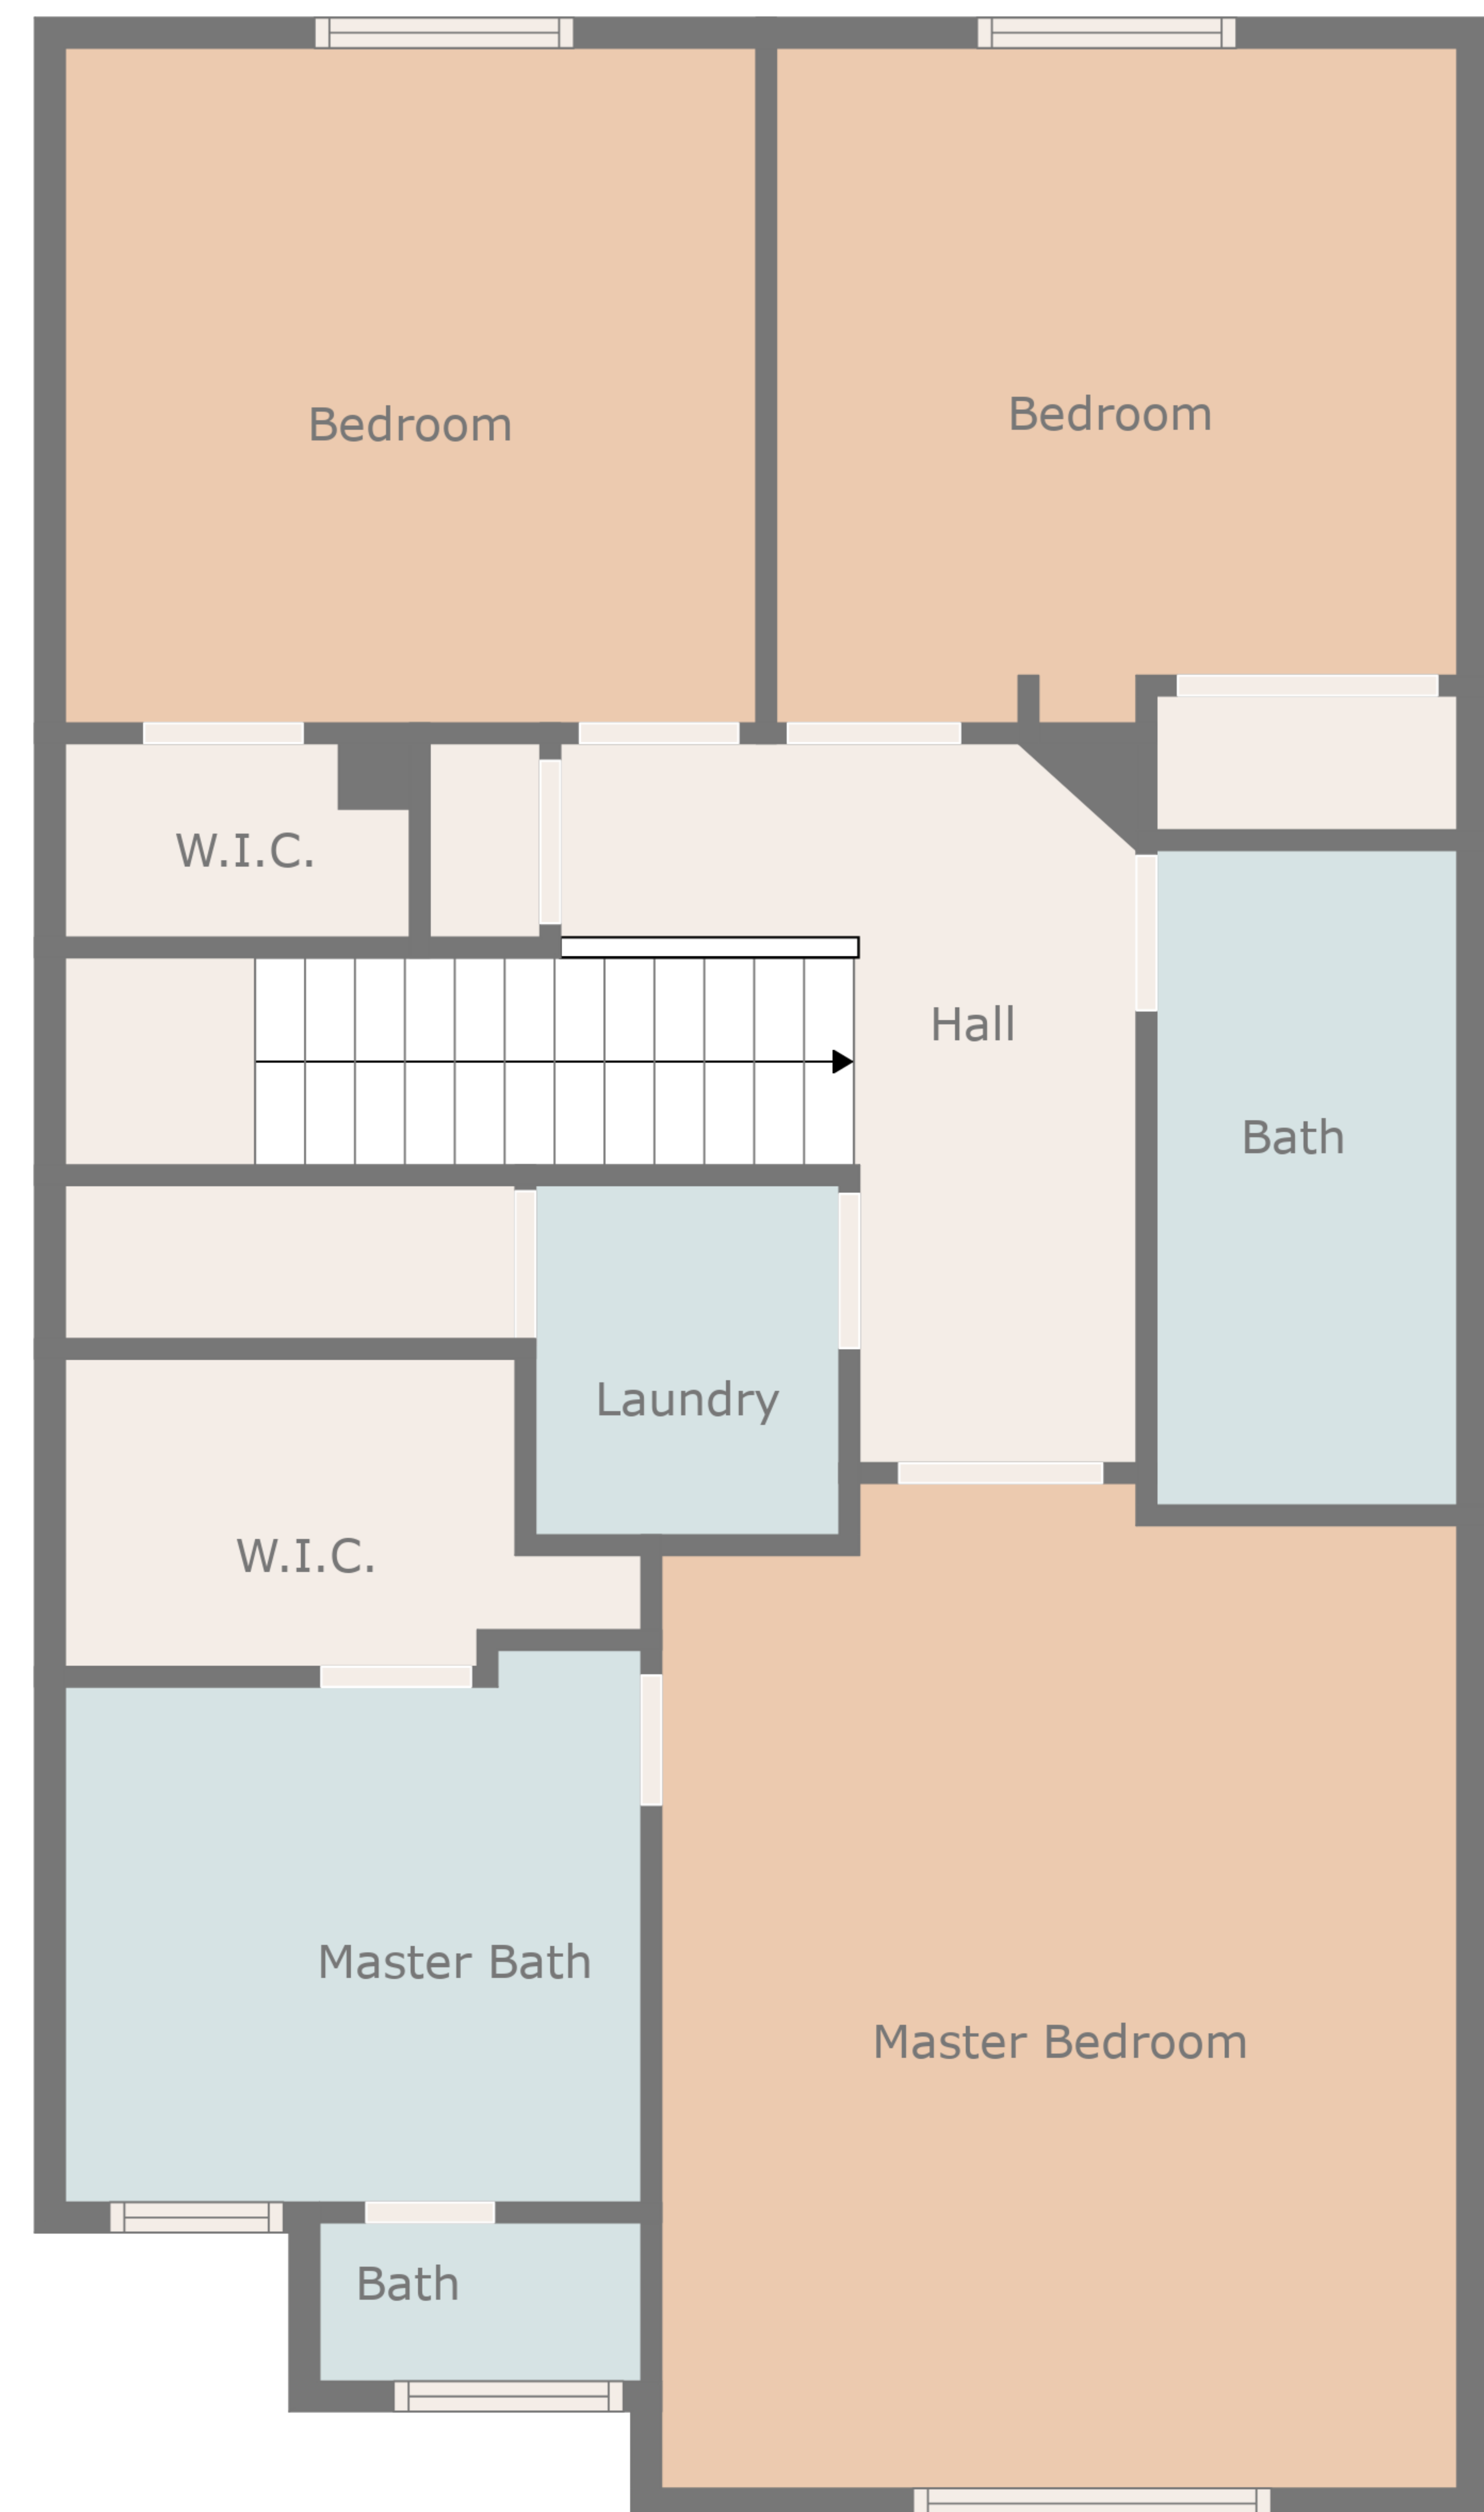 Bedroom
Bedroom
W.I.C.
Hall
Bath
Laundry
W.I.C.
Master Bath
Master Bedroom
Bath